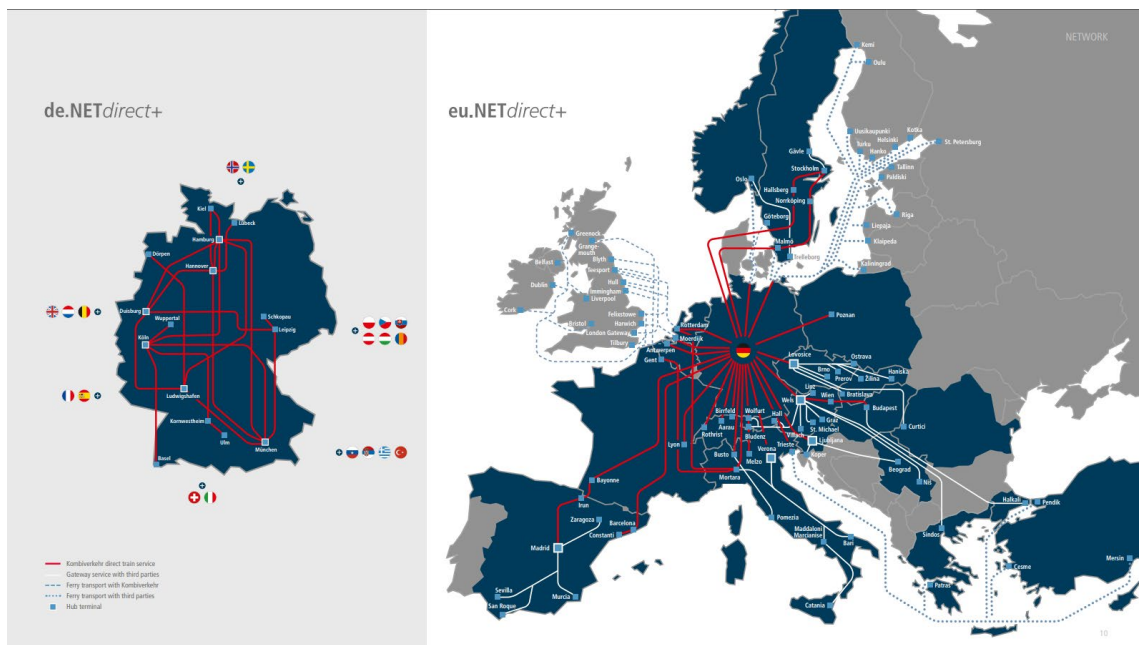 NETWORK
de.NETdirect+
Kiel
Lübeck
Hamburg
Dörpen
Hannover
Duisburg
Wuppertal
Schkopau
Leipzig
Köln
Ludwigshafen
Kornwestheim
Ulm
München
Basel
Kombiverkehr direct train service
Gateway service with third parties
Ferry transport with Kombiverkehr
Ferry transport with third parties
Hub terminal
eu.NETdirect+
Kemi
Oulu
Uusikaupunki
Turku
Helsinki
Hanko
Kotka
St. Petersburg
Tallinn
Paldiski
Riga
Liepaja
Klaipeda
Kaliningrad
Gävle
Stockholm
Oslo
Hallsberg
Norrköping
Göteborg
Malmö
Trelleborg
Greenock
Grange-
mouth
Belfast
Blyth
Teesport
Dublin
Hull
Immingham
Liverpool
Cork
Felixstowe
Bristol
Harwich
London Gateway
Tilbury
Rotterdam
Moerdijk
Antwerpen
Gent
Poznan
Lovosice
Ostrava
Brno
Prerov
Žilina
Haniska
Linz
Wels
Wien
Bratislava
Budapest
Curtici
Birrfeld
Wolfurt
Hall
Graz
Aarau
St. Michael
Rothrist
Bludenz
Villach
Ljubljana
Lyon
Busto
Melzo
Verona
Trieste
Koper
Mortara
Beograd
Niš
Bayonne
Irun
Zaragoza
Barcelona
Constanti
Madrid
Pomezia
Maddaloni
Marcianise
Bari
Halkali
Pendik
Sindos
Mersin
Cesme
Patras
Sevilla
San Roque
Murcia
Catania
10